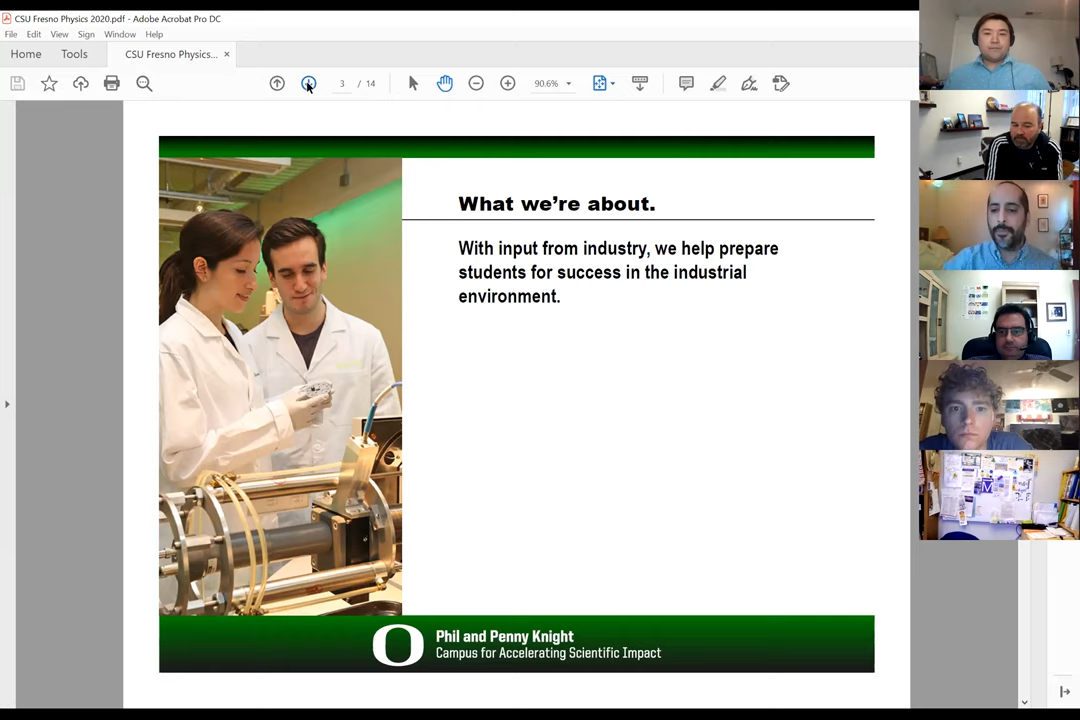 CSU Fresno Physics 2020.pdf - Adobe Acrobat Pro DC
File Edit View Sign Window Help
Home Tools CSU Fresno Physics... ×
3 / 14 90.6%
What we're about.
With input from industry, we help prepare
students for success in the industrial
environment.
O Phil and Penny Knight
Campus for Accelerating Scientific Impact